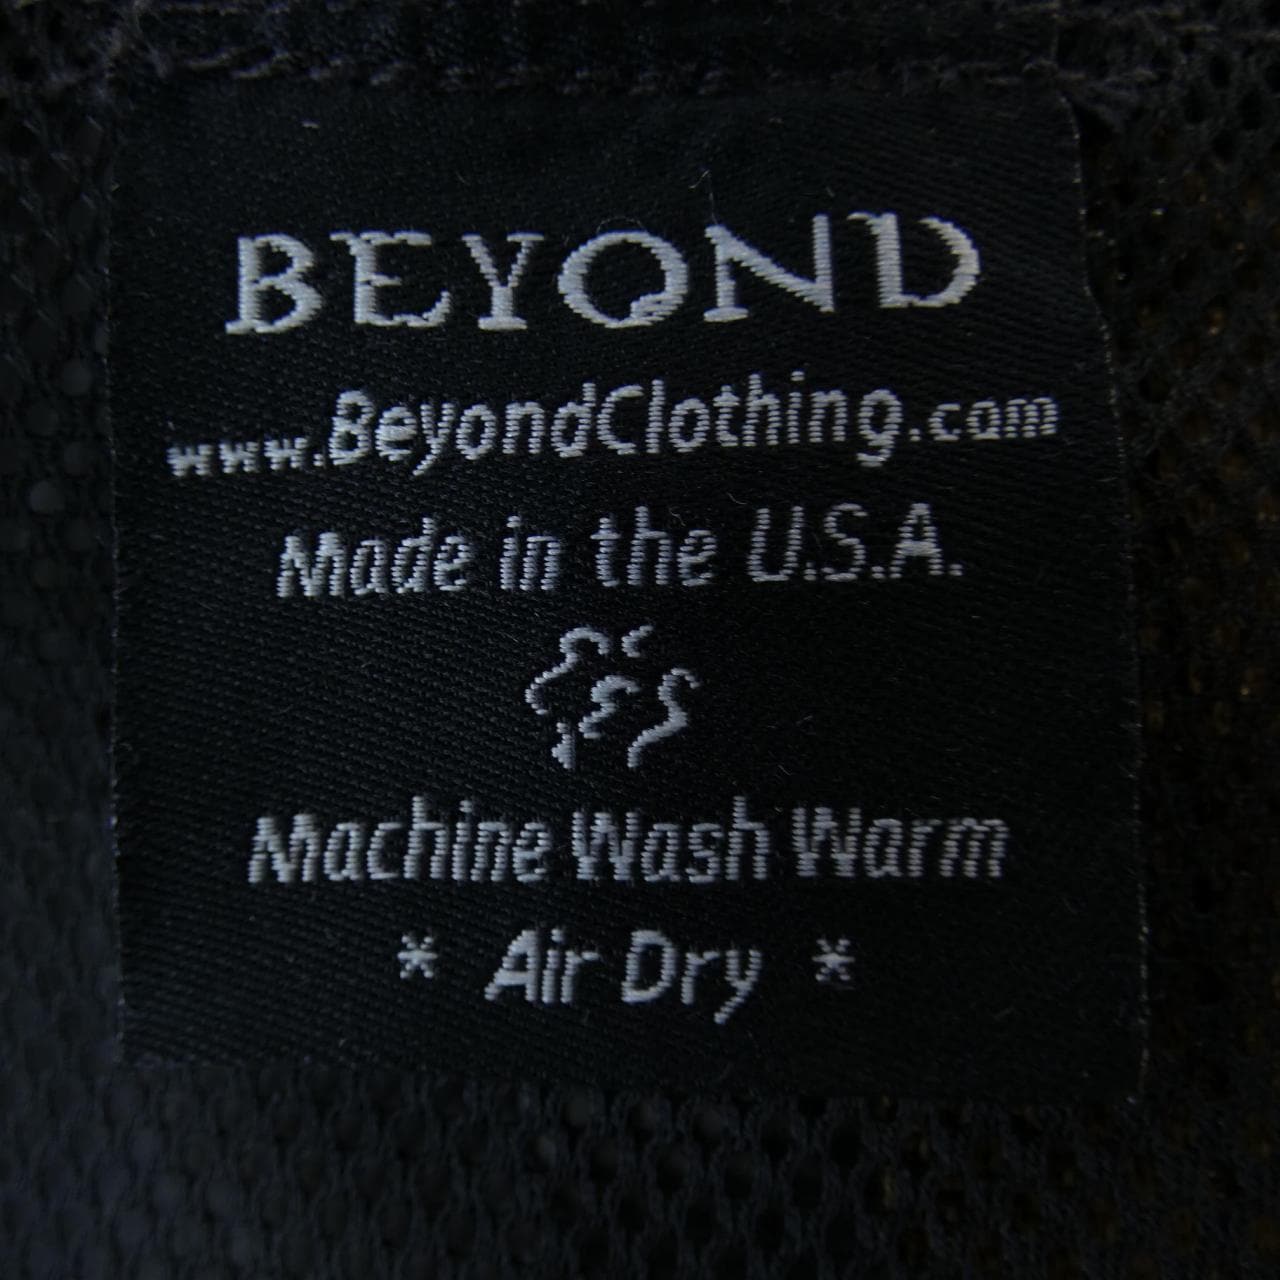 BEYOND
www.BeyondClothing.com
Made in the U.S.A.
Machine Wash Warm
* Air Dry *